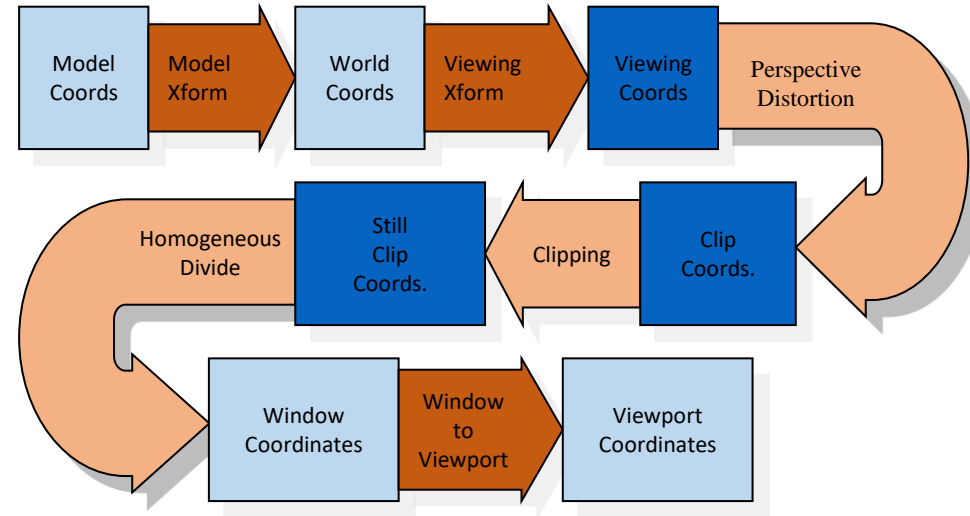 Model
Coords
Model
Xform
World
Coords
Viewing
Xform
Viewing
Coords
Perspective
Distortion
Clip
Coords.
Clipping
Still
Clip
Coords.
Homogeneous
Divide
Window
Coordinates
Window
to
Viewport
Viewport
Coordinates